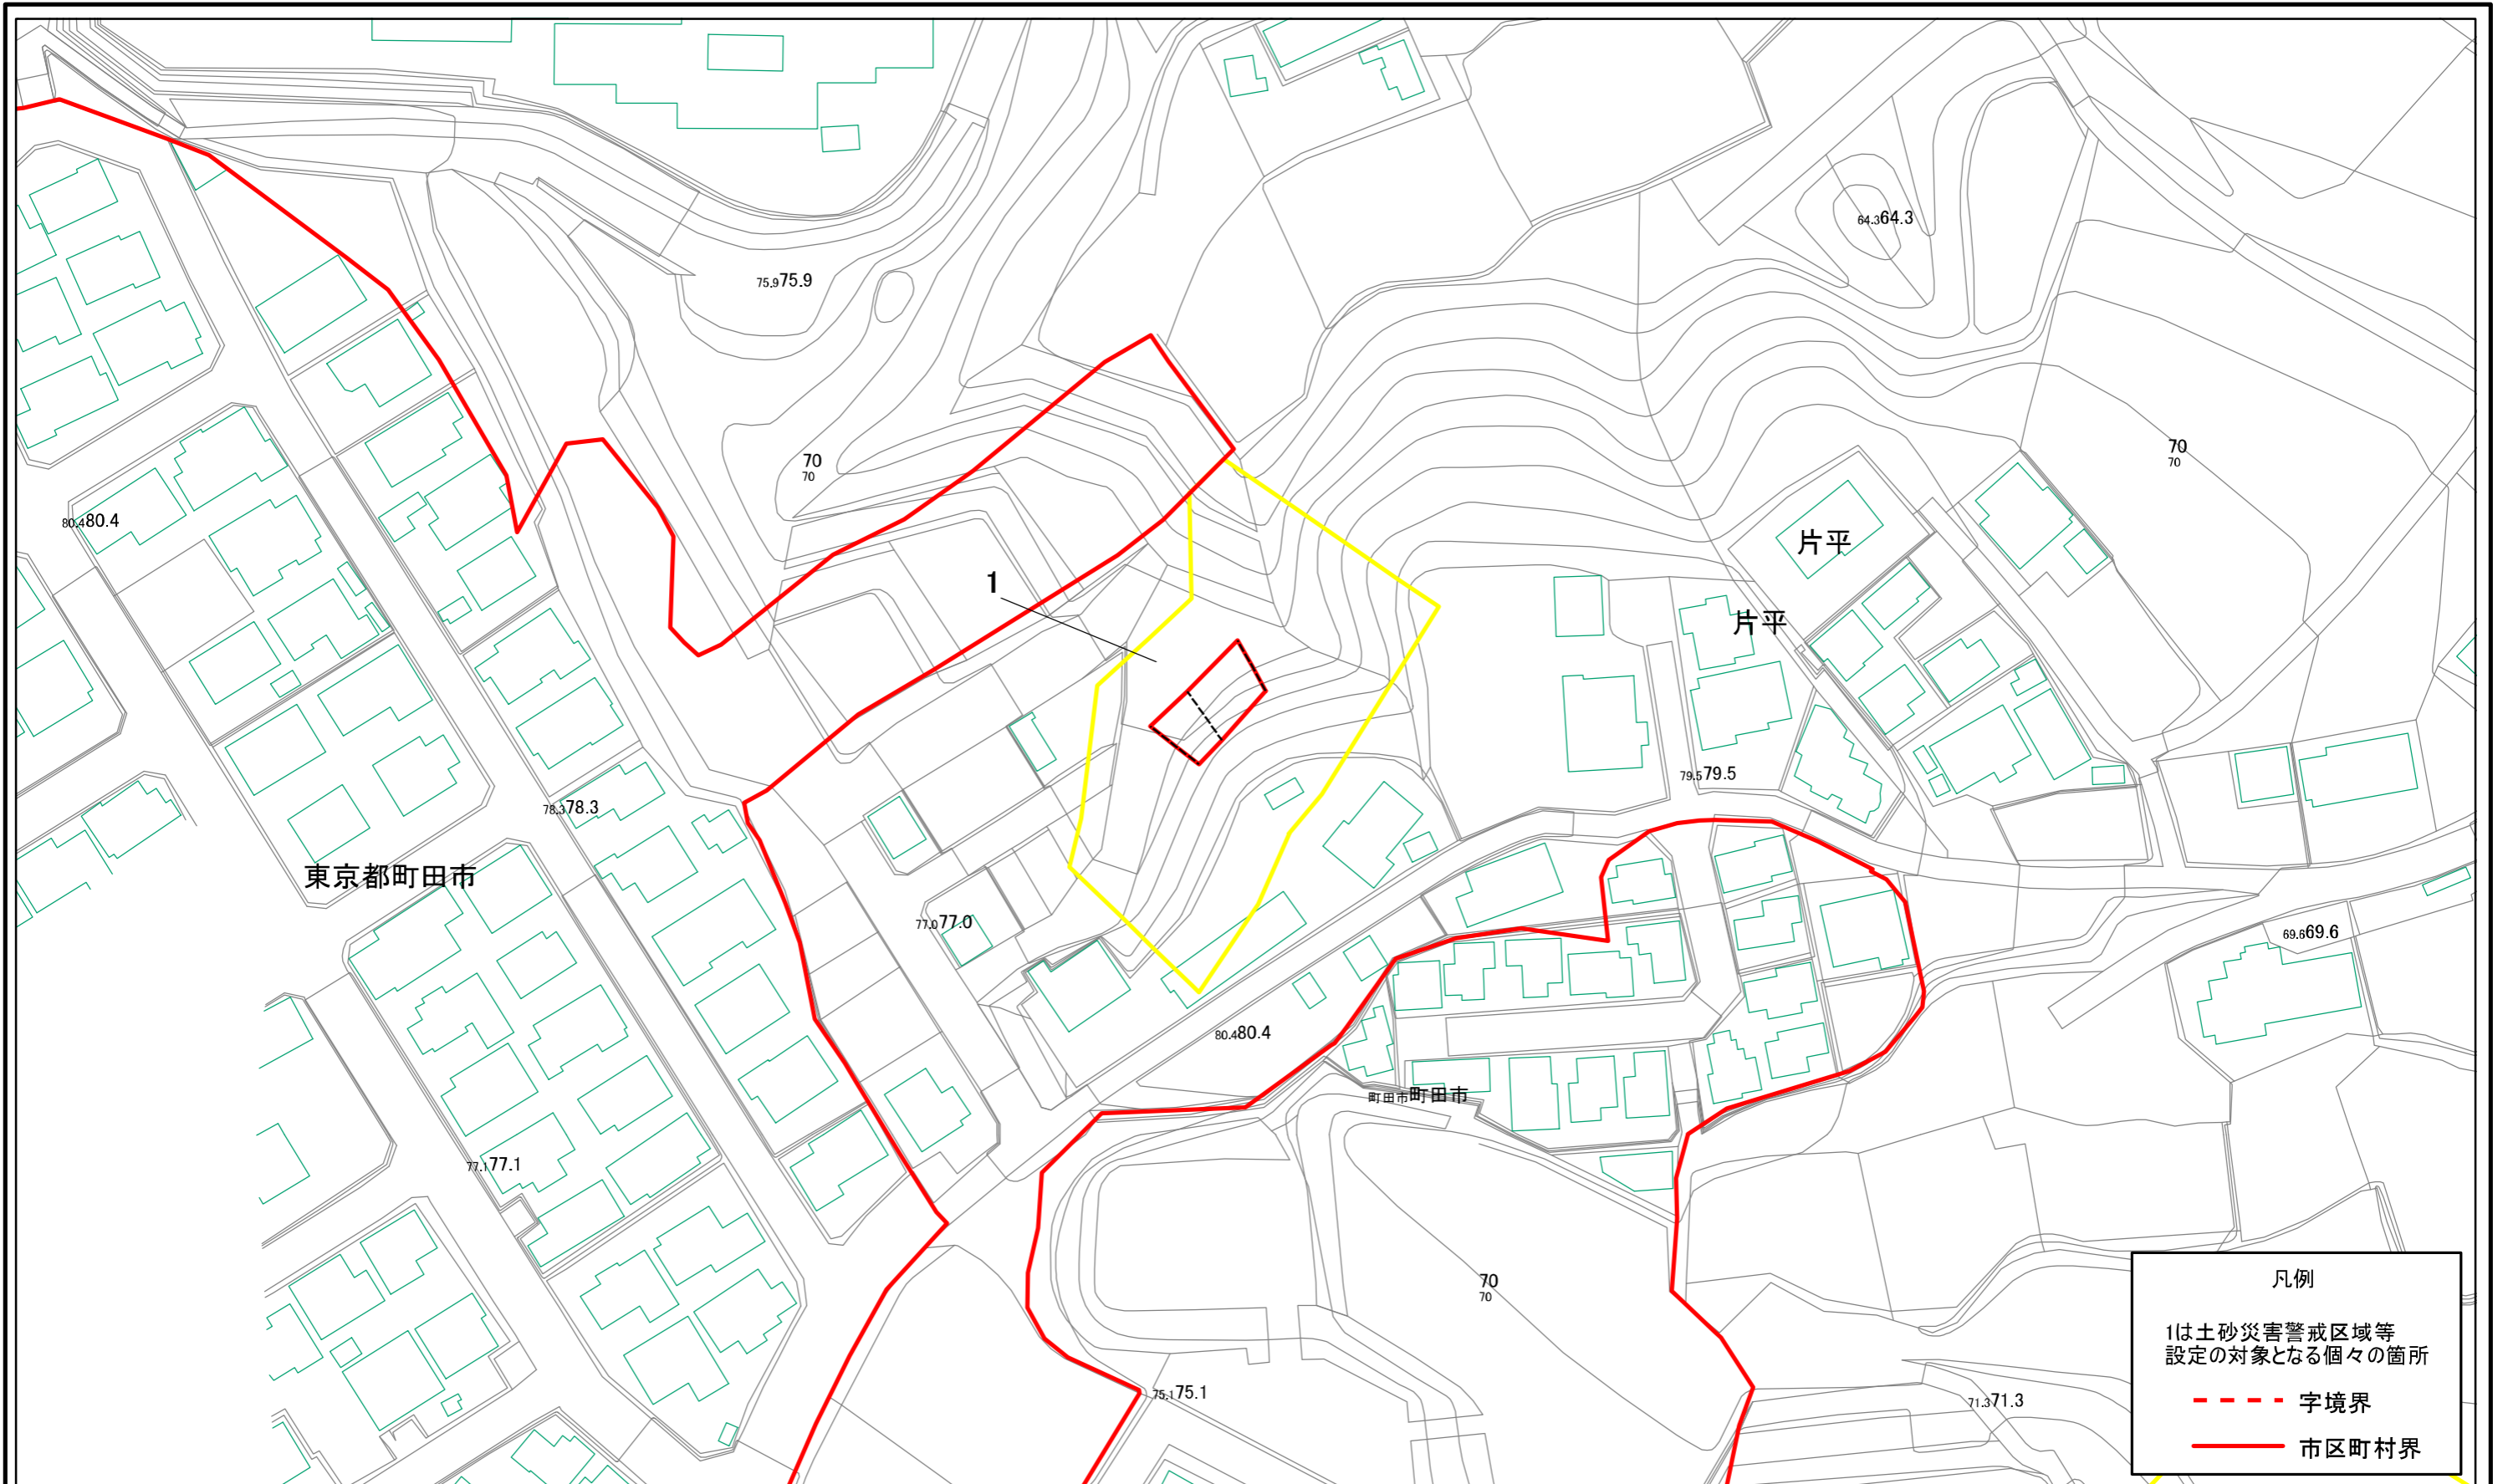 64.364.3
75.975.9
70
70
70
70
80.480.4
片平
1
片平
79.579.5
78.378.3
東京都町田市
77.077.0
69.669.6
80.480.4
町田市町田市
77.177.1
70
70
75.175.1
71.371.3
凡例
1は土砂災害警戒区域等
設定の対象となる個々の箇所
字境界
市区町村界